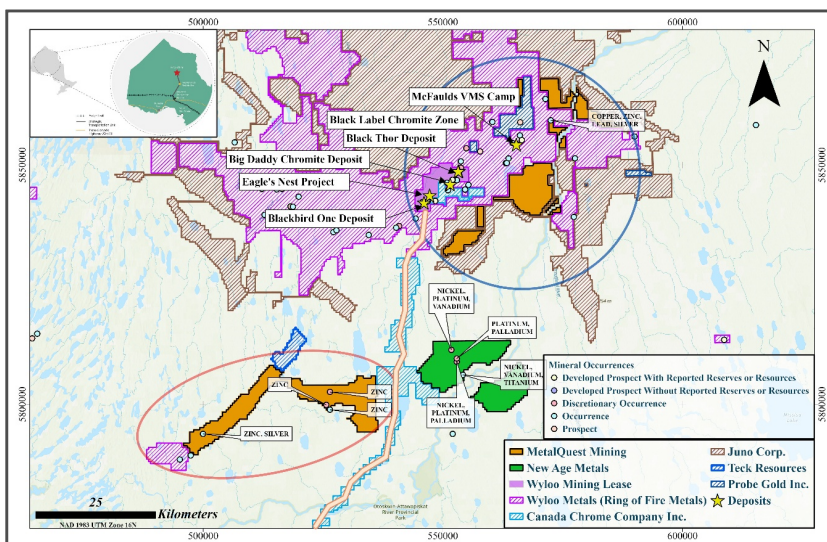 500000
550000
600000
N
McFaulds VMS Camp
Black Label Chromite Zone
Black Thor Deposit
Big Daddy Chromite Deposit
Eagle's Nest Project
Blackbird One Deposit
COPPER, ZINC,
LEAD, SILVER
5850000
5850000
NICKEL,
PLATINUM,
VANADIUM
PLATINUM,
PALLADIUM
NICKEL,
VANADIUM,
TITANIUM
NICKEL,
PLATINUM,
PALLADIUM
ZINC
ZINC
ZINC
ZINC, SILVER
5800000
5800000
Mineral Occurrences
Developed Prospect With Reported Reserves or Resources
Developed Prospect Without Reported Reserves or Resources
Discretionary Occurrence
Occurrence
Prospect
MetalQuest Mining
New Age Metals
Wyloo Mining Lease
Wyloo Metals (Ring of Fire Metals)
Canada Chrome Company Inc.
Juno Corp.
Teck Resources
Probe Gold Inc.
Deposits
Otoskwin Attawapiskat
River Provincial
Park
25
Kilometers
NAD 1983 UTM Zone 16N
500000
550000
600000